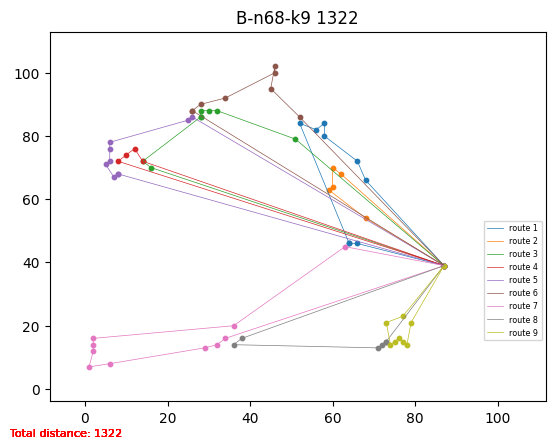 B-n68-k9 1322
100
80
60
40
20
0
0 20 40 60 80 100
route 1
route 2
route 3
route 4
route 5
route 6
route 7
route 8
route 9
Total distance: 1322